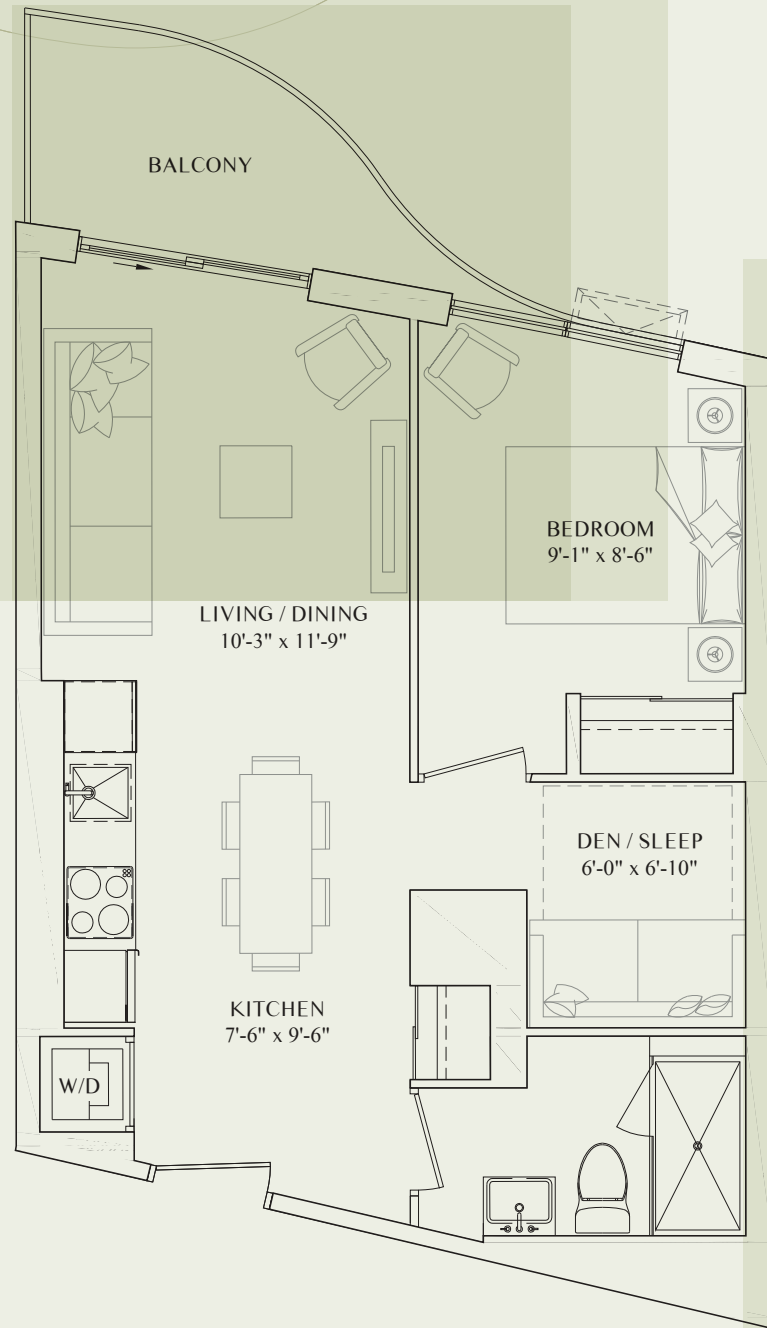 BALCONY
BEDROOM
9'-1" x 8'-6"
LIVING / DINING
10'-3" x 11'-9"
DEN / SLEEP
6'-0" x 6'-10"
KITCHEN
7'-6" x 9'-6"
W/D